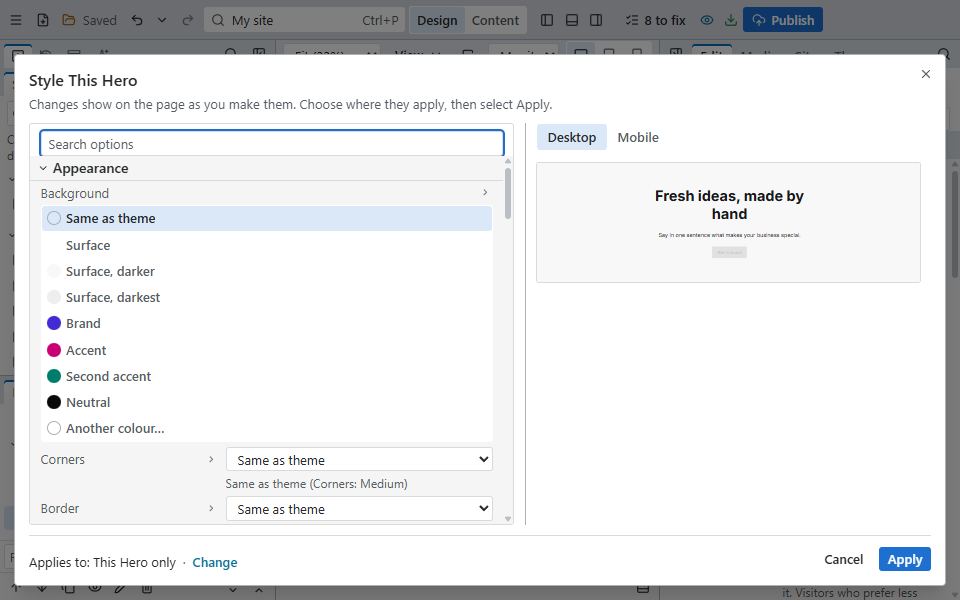 Saved
My site
Ctrl+P
Design
Content
8 to fix
Publish
Style This Hero
Changes show on the page as you make them. Choose where they apply, then select Apply.
Search options
Appearance
Background
Same as theme
Surface
Surface, darker
Surface, darkest
Brand
Accent
Second accent
Neutral
Another colour...
Corners
Same as theme
Same as theme (Corners: Medium)
Border
Same as theme
Desktop
Mobile
Fresh ideas, made by
hand
Say in one sentence what makes your business special.
Applies to: This Hero only · Change
Cancel
Apply
it. Visitors who prefer less